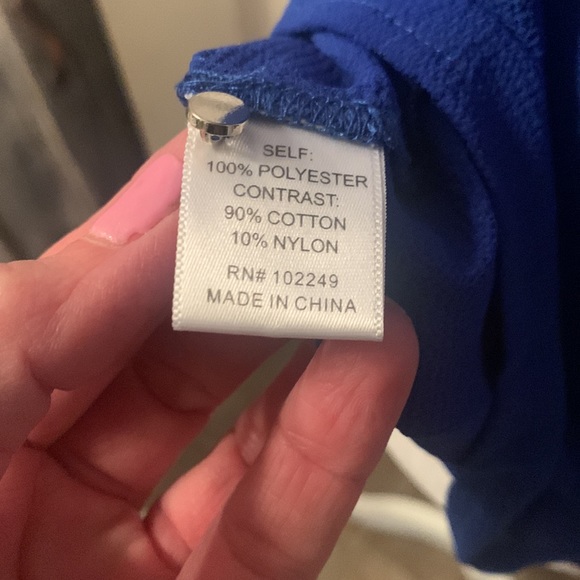 SELF:
100% POLYESTER
CONTRAST:
90% COTTON
10% NYLON
RN# 102249
MADE IN CHINA